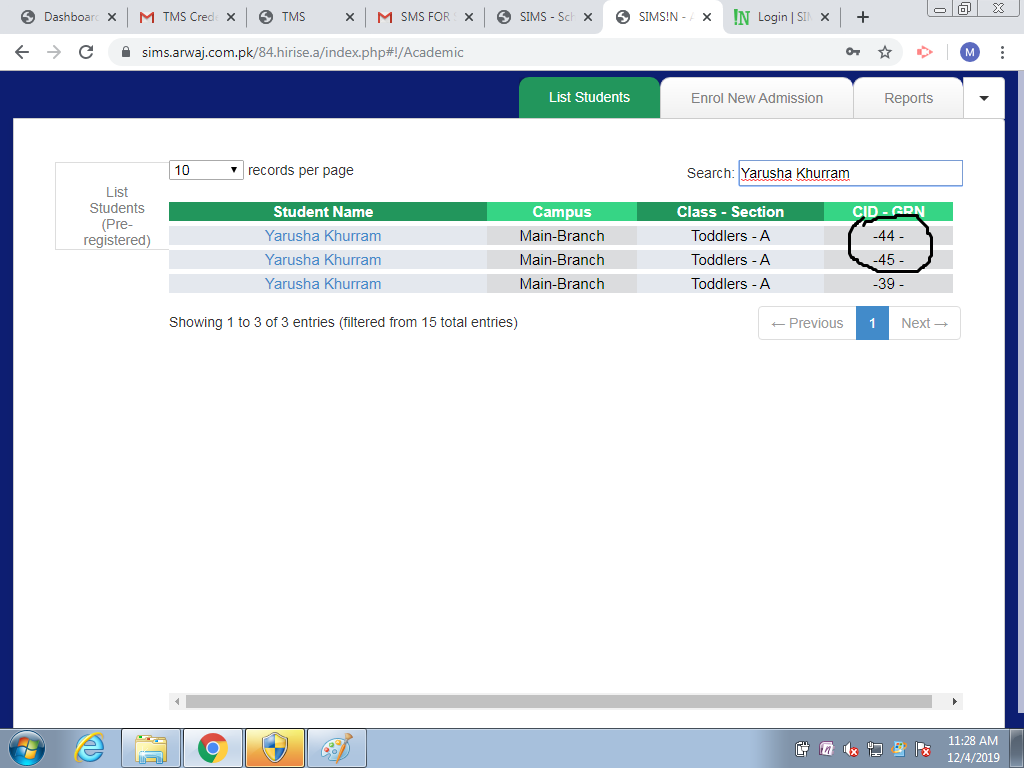 Dashboar
TMS Cred
TMS
SMS FOR
SIMS - Sch
SIMS!N - A
!N Login | SI
sims.arwaj.com.pk/84.hirise.a/index.php#!/Academic
M
List Students
Enrol New Admission
Reports
List
Students
(Pre-
registered)
10 records per page
Search: Yarusha Khurram
Student Name Campus Class - Section CID - GRN
Yarusha Khurram Main-Branch Toddlers - A -44 -
Yarusha Khurram Main-Branch Toddlers - A -45 -
Yarusha Khurram Main-Branch Toddlers - A -39 -
Showing 1 to 3 of 3 entries (filtered from 15 total entries)
← Previous 1 Next →
11:28 AM
12/4/2019